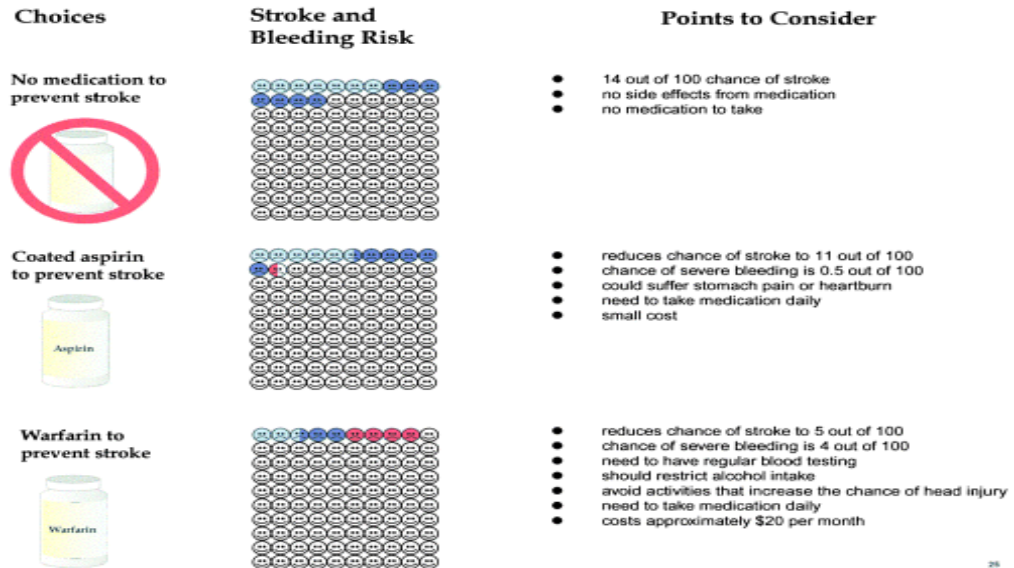 Choices
Stroke and
Bleeding Risk
Points to Consider
No medication to
prevent stroke
● 14 out of 100 chance of stroke
● no side effects from medication
● no medication to take
Coated aspirin
to prevent stroke
Aspirin
● reduces chance of stroke to 11 out of 100
● chance of severe bleeding is 0.5 out of 100
● could suffer stomach pain or heartburn
● need to take medication daily
● small cost
Warfarin to
prevent stroke
Warfarin
● reduces chance of stroke to 5 out of 100
● chance of severe bleeding is 4 out of 100
● need to have regular blood testing
● should restrict alcohol intake
● avoid activities that increase the chance of head injury
● need to take medication daily
● costs approximately $20 per month